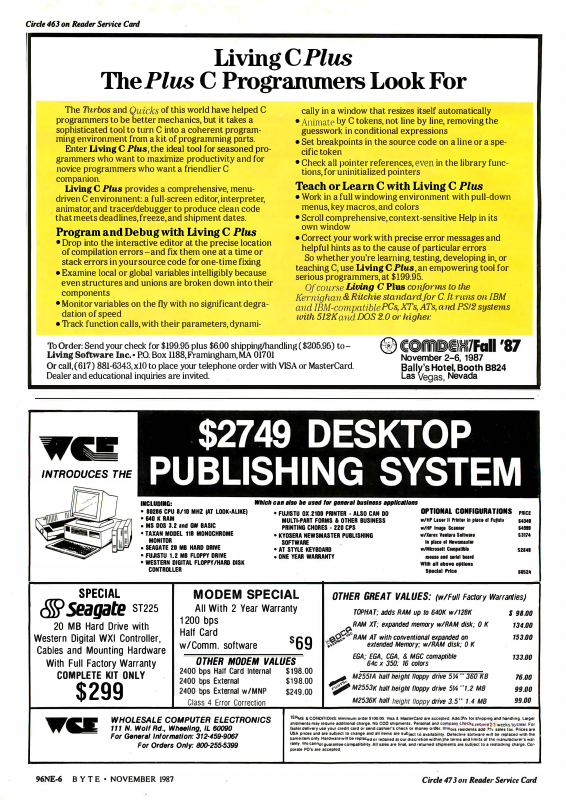 Circle 463 on Reader Service Card
Living C Plus
The Plus C Programmers Look For
The Turbos and Quicks of this world have helped C
programmers to be better mechanics, but it takes a
sophisticated tool to turn C into a coherent program-
ming environment from a kit of programming parts.
Enter Living C Plus, the ideal tool for seasoned pro-
grammers who want to maximize productivity and for
novice programmers who want a friendlier C
companion.
Living C Plus provides a comprehensive, menu-
driven C environment: a full-screen editor, interpreter,
animator, and tracer/debugger to produce clean code
that meets deadlines, freeze, and shipment dates.
Program and Debug with Living C Plus
• Drop into the interactive editor at the precise location
of compilation errors—and fix them one at a time or
stack errors in your source code for one-time fixing
• Examine local or global variables intelligibly because
even structures and unions are broken down into their
components
• Monitor variables on the fly with no significant degra-
dation of speed
• Track function calls, with their parameters, dynami-
cally in a window that resizes itself automatically
• Animate by C tokens, not line by line, removing the
guesswork in conditional expressions
• Set breakpoints in the source code on a line or a spe-
cific token
• Check all pointer references, even in the library func-
tions, for uninitialized pointers
Teach or Learn C with Living C Plus
• Work in a full windowing environment with pull-down
menus, key macros, and colors
• Scroll comprehensive, context-sensitive Help in its
own window
• Correct your work with precise error messages and
helpful hints as to the cause of particular errors
So whether you're learning, testing, developing in, or
teaching C, use Living C Plus, an empowering tool for
serious programmers, at $199.95.
Of course Living C Plus conforms to the
Kernighan & Ritchie standard for C. It runs on IBM
and IBM-compatible PCs, XTs, ATs, and PS/2 systems
with 512K and DOS 2.0 or higher.
To Order: Send your check for $199.95 plus $6.00 shipping/handling ($205.95) to—
Living Software Inc. • P.O. Box 1188, Framingham, MA 01701
Or call, (617) 881-6343, x10 to place your telephone order with VISA or MasterCard.
Dealer and educational inquiries are invited.
COMDEX/Fall '87
November 2-6, 1987
Bally's Hotel, Booth B824
Las Vegas, Nevada
WCE
INTRODUCES THE
$2749 DESKTOP
PUBLISHING SYSTEM
Which can also be used for general business applications
INCLUDING:
• 80286 CPU 8/10 MHZ (AT LOOK-ALIKE)
• 640 K RAM
• MS DOS 3.2 and GW BASIC
• TAXAN MODEL 118 MONOCHROME
MONITOR
• SEAGATE 20 MB HARD DRIVE
• FUJISTU 1.2 MB FLOPPY DRIVE
• WESTERN DIGITAL FLOPPY/HARD DISK
CONTROLLER
• FUJISTU DX 2100 PRINTER - ALSO CAN DO
MULTI-PART FORMS & OTHER BUSINESS
PRINTING CHORES - 220 CPS
• KYOSERA NEWSMASTER PUBLISHING
SOFTWARE
• AT STYLE KEYBOARD
• ONE YEAR WARRANTY
OPTIONAL CONFIGURATIONS PRICE
w/HP Laser II Printer in place of Fujistu $4349
w/HP Image Scanner $4599
w/Xerox Ventura Software $3174
in place of Newsmaster
w/Microsoft Compatible $2849
mouse and serial board
With all above options
Special Price $6524
SPECIAL
Seagate ST225
20 MB Hard Drive with
Western Digital WXI Controller,
Cables and Mounting Hardware
With Full Factory Warranty
COMPLETE KIT ONLY
$299
MODEM SPECIAL
All With 2 Year Warranty
1200 bps
Half Card
w/Comm. software $69
OTHER MODEM VALUES
2400 bps Half Card Internal $198.00
2400 bps External $198.00
2400 bps External w/MNP $249.00
Class 4 Error Correction
OTHER GREAT VALUES: (w/Full Factory Warranties)
TOPHAT; adds RAM up to 640K w/128K $ 98.00
RAM XT; expanded memory w/RAM disk; 0 K 134.00
RAM AT with conventional expanded on 153.00
extended Memory; w/RAM disk; 0 K
EGA; EGA, CGA, & MGC comaptible 133.00
64c x 350; 16 colors
M2551A half height floppy drive 5¼" 360 KB 76.00
M2553K half height floppy drive 5¼" 1.2 MB 99.00
M2536K half height floppy drive 3.5" 1.4 MB 99.00
WCE
WHOLESALE COMPUTER ELECTRONICS
111 N. Wolf Rd., Wheeling, IL 60090
For General Information: 312-459-9067
For Orders Only: 800-255-5399
TERMS & CONDITIONS: minimum order $100.00. Visa & MasterCard are accepted. Add 3% for shipping and handling. Larger
shipments may require additional charge. No COD shipments. Personal and company checks require 2-3 weeks to clear. For
faster delivery use your credit card or send cashier's check or money order. Illinois residents add 7% sales tax. Prices are
USA prices and are subject to change and all items are subject to availability. Defective software will be replaced with the
same item only. Hardware will be replaced or repaired at our discretion within the terms and limits of the manufacturer's war-
ranty. We cannot guarantee compatibility. All sales are final, and returned shipments are subject to a restocking charge. Cor-
porate PO's are accepted.
96NE-6 BYTE • NOVEMBER 1987
Circle 473 on Reader Service Card